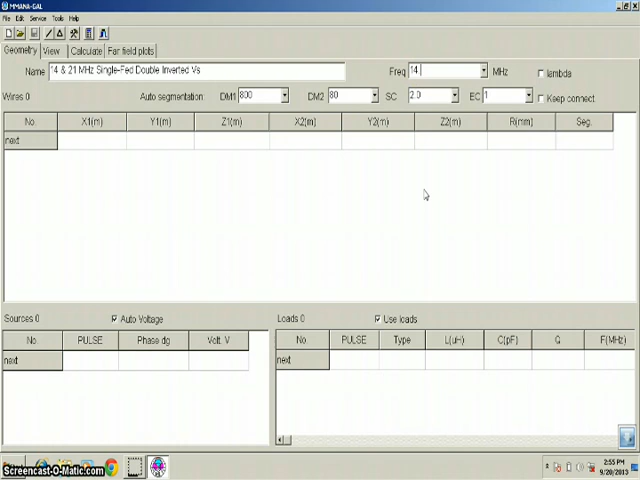 MMANA-GAL
File Edit Service Tools Help
Geometry View Calculate Far field plots
Name 14 & 21 MHz Single-Fed Double Inverted Vs Freq 14 MHz lambda
Wires 0 Auto segmentation: DM1 800 DM2 80 SC 2.0 EC 1 Keep connect.
No. X1(m) Y1(m) Z1(m) X2(m) Y2(m) Z2(m) R(mm) Seg.
next
Sources 0 Auto Voltage Loads 0 Use loads
No. PULSE Phase dg Volt. V No. PULSE Type L(uH) C(pF) Q F(MHz)
next next
Screencast-O-Matic.com
2:55 PM
9/20/2013